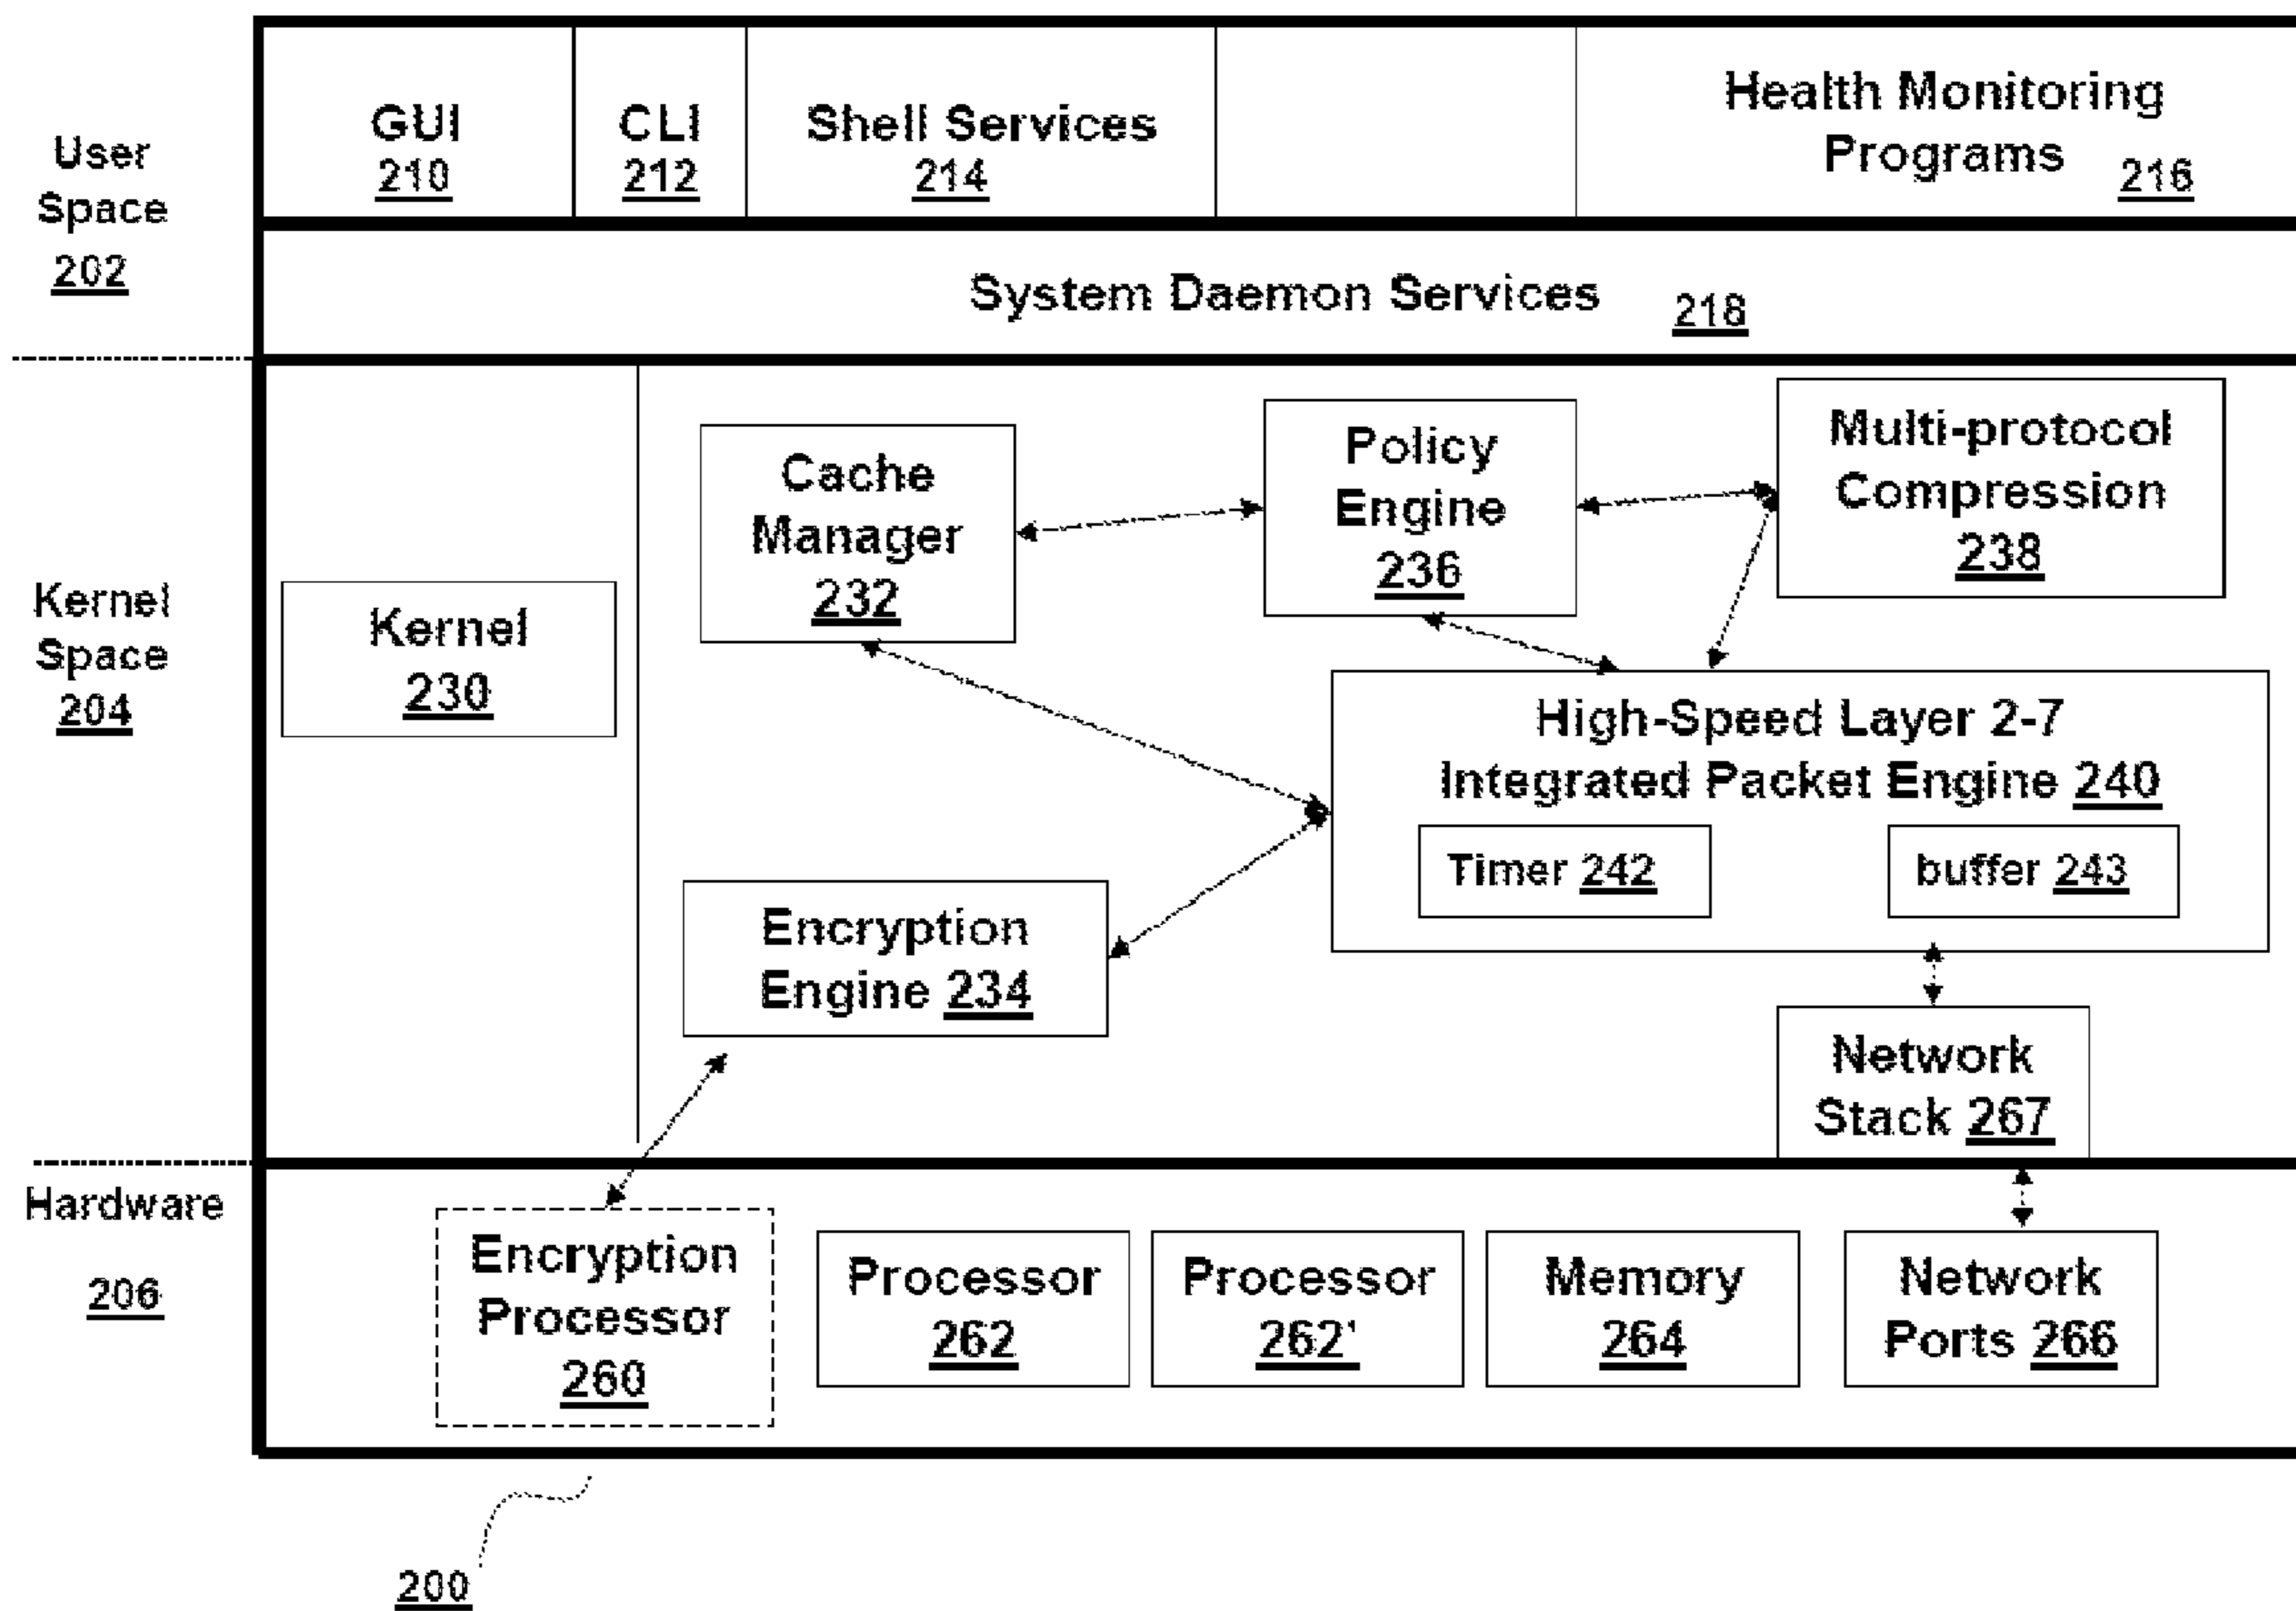 User
Space
202
GUI
210
CLI
212
Shell Services
214
Health Monitoring
Programs 216
System Daemon Services 218
Kernel
Space
204
Kernel
230
Cache
Manager
232
Policy
Engine
236
Multi-protocol
Compression
238
High-Speed Layer 2-7
Integrated Packet Engine 240
Timer 242
buffer 243
Encryption
Engine 234
Network
Stack 267
Hardware
206
Encryption
Processor
260
Processor
262
Processor
262'
Memory
264
Network
Ports 266
200